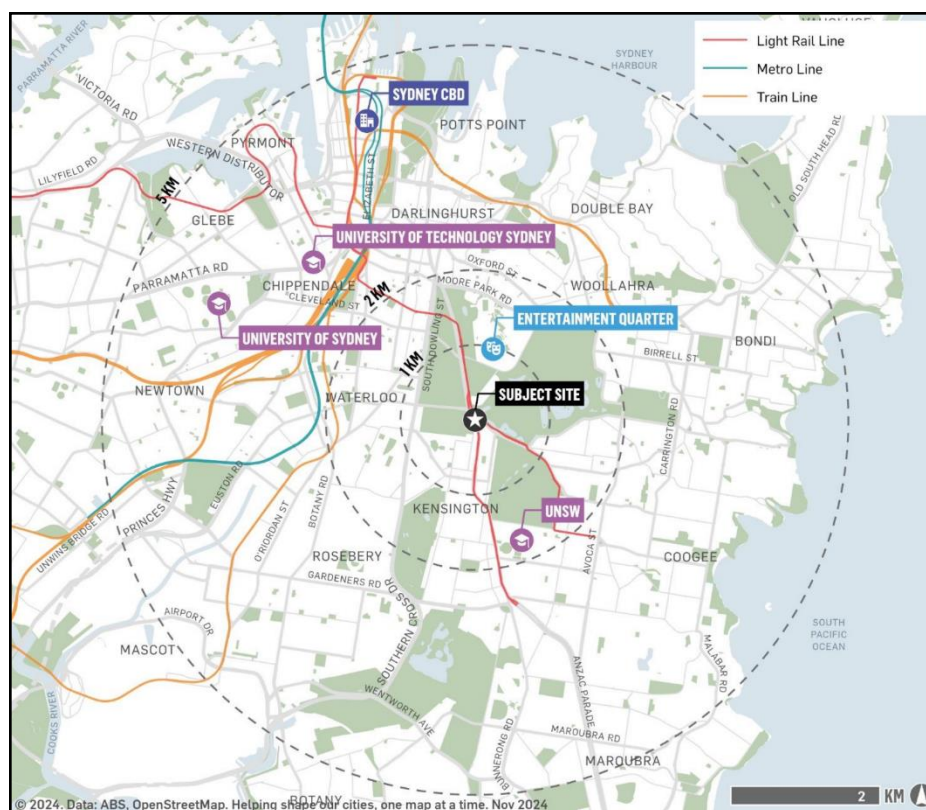 VAUCLUSE
PARRAMATTA RIVER
VICTORIA RD
SYDNEY
HARBOUR
Light Rail Line
Metro Line
Train Line
SYDNEY CBD
POTTS POINT
PYRMONT
WESTERN DISTRIBUTOR
LILYFIELD RD
ELIZABETH ST
OLD SOUTH HEAD RD
5 KM
GLEBE
DARLINGHURST
DOUBLE BAY
UNIVERSITY OF TECHNOLOGY SYDNEY
OXFORD ST
PARRAMATTA RD
CHIPPENDALE
MOORE PARK RD
WOOLLAHRA
CLEVELAND ST
2 KM
SOUTH DOWLING ST
ENTERTAINMENT QUARTER
UNIVERSITY OF SYDNEY
BONDI
BIRRELL ST
1 KM
NEWTOWN
WATERLOO
SUBJECT SITE
CARRINGTON RD
PRINCES HWY
EUSTON RD
BOTANY RD
O'RIORDAN ST
KENSINGTON
UNSW
UNWINS BRIDGE RD
AVOCA ST
ROSEBERY
COOGEE
GARDENERS RD
SOUTHERN CROSS DR
AIRPORT DR
SOUTH
PACIFIC
OCEAN
MASCOT
MALABAR RD
COOKS RIVER
WENTWORTH AVE
ANZAC PARADE
BUNNERONG RD
MAROUBRA RD
MAROUBRA
BOTANY
2 KM
© 2024. Data: ABS, OpenStreetMap. Helping shape our cities, one map at a time. Nov 2024